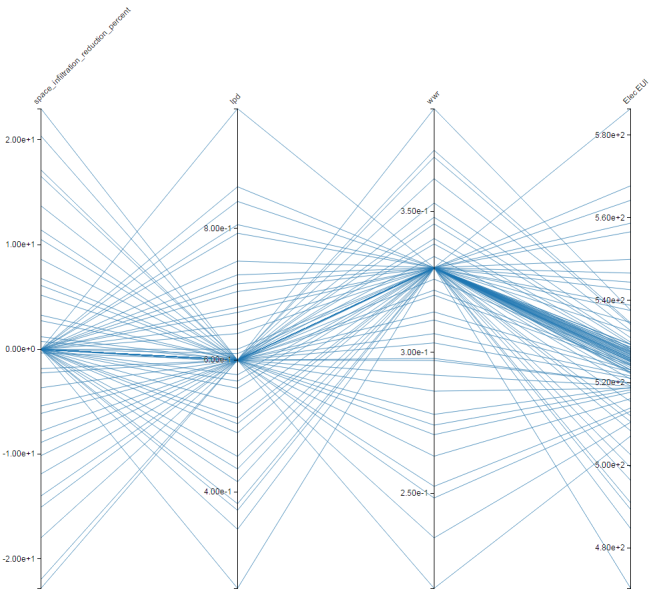 space_infiltration_reduction_percent
lpd
wwr
Elec EUI
2.00e+1
1.00e+1
0.00e+0
-1.00e+1
-2.00e+1
8.00e-1
6.00e-1
4.00e-1
3.50e-1
3.00e-1
2.50e-1
5.80e+2
5.60e+2
5.40e+2
5.20e+2
5.00e+2
4.80e+2